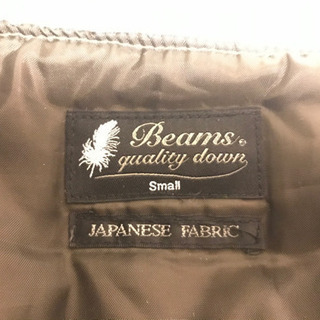 Beams®
quality down
Small
JAPANESE FABRIC